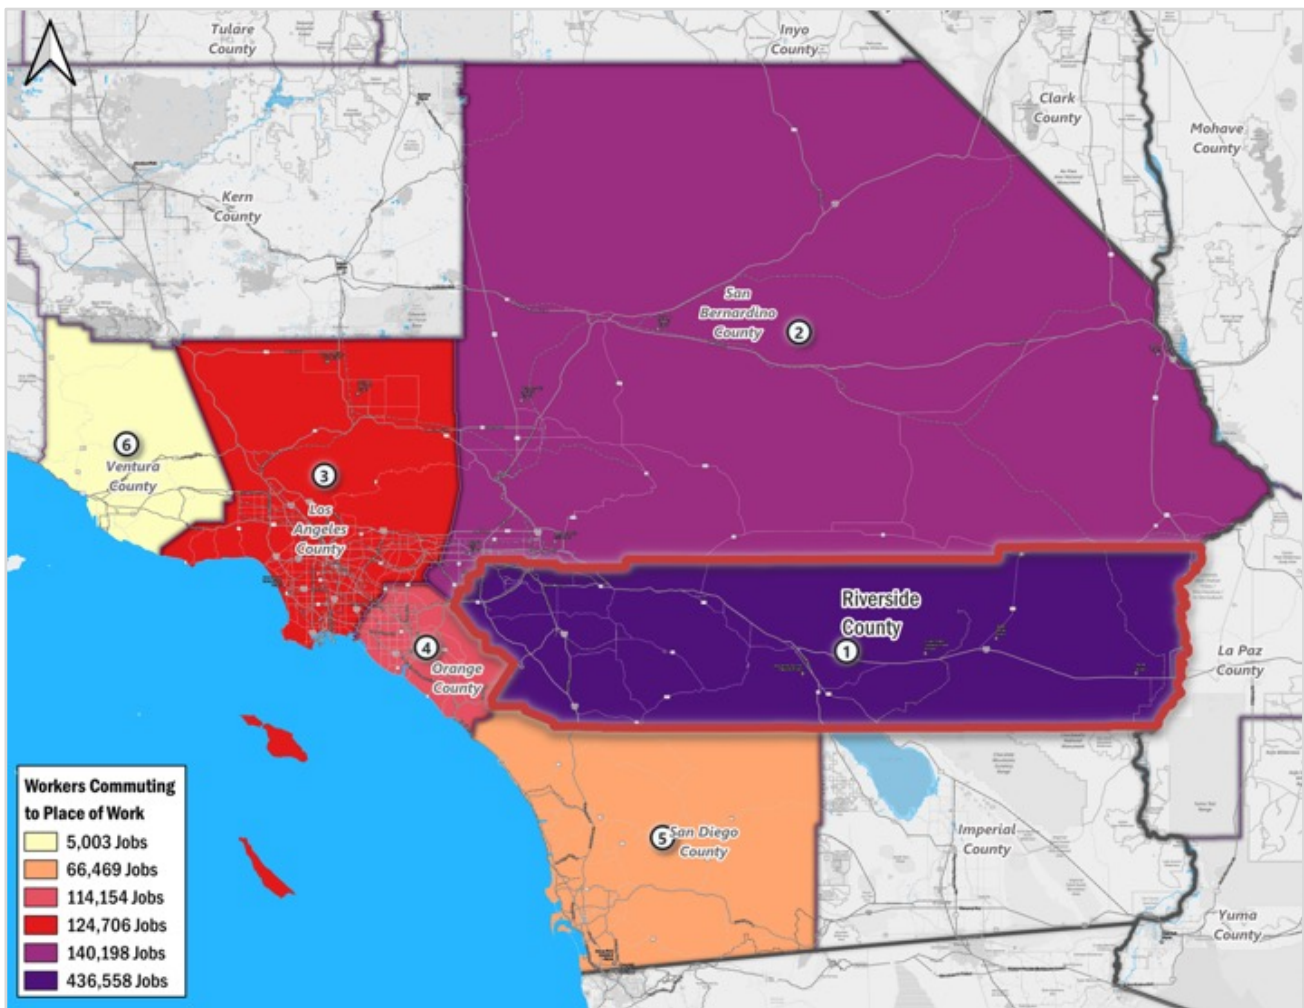 Tulare
County
Inyo
County
Clark
County
Mohave
County
Kern
County
San
Bernardino
County
2
6
Ventura
County
3
Los
Angeles
County
Riverside
County
1
4
Orange
County
La Paz
County
5
San Diego
County
Imperial
County
Yuma
County
Workers Commuting
to Place of Work
5,003 Jobs
66,469 Jobs
114,154 Jobs
124,706 Jobs
140,198 Jobs
436,558 Jobs